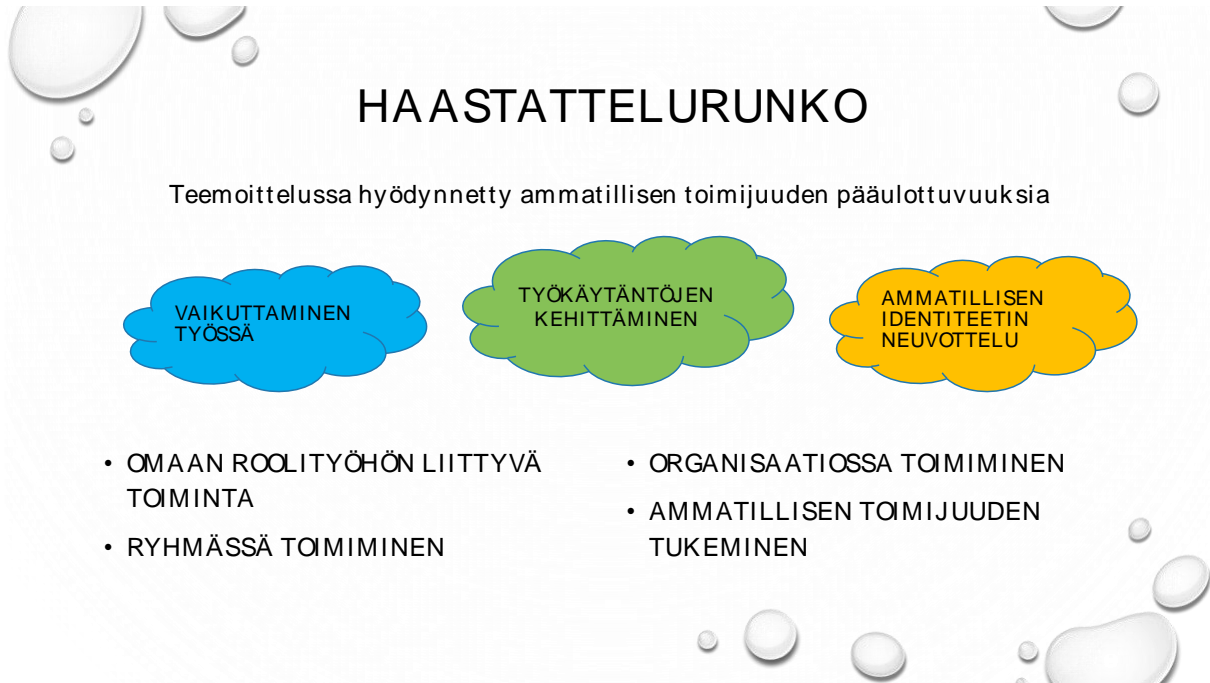 HAASTATTELURUNKO
Teemoittelussa hyödynnetty ammatillisen toimijuuden pääulottuvuuksia
VAIKUTTAMINEN
TYÖSSÄ
TYÖKÄYTÄNTÖJEN
KEHITTÄMINEN
AMMATILLISEN
IDENTITEETIN
NEUVOTTELU
• OMAAN ROOLITYÖHÖN LIITTYVÄ
TOIMINTA
• RYHMÄSSÄ TOIMIMINEN
• ORGANISAATIOSSA TOIMIMINEN
• AMMATILLISEN TOIMIJUUDEN
TUKEMINEN